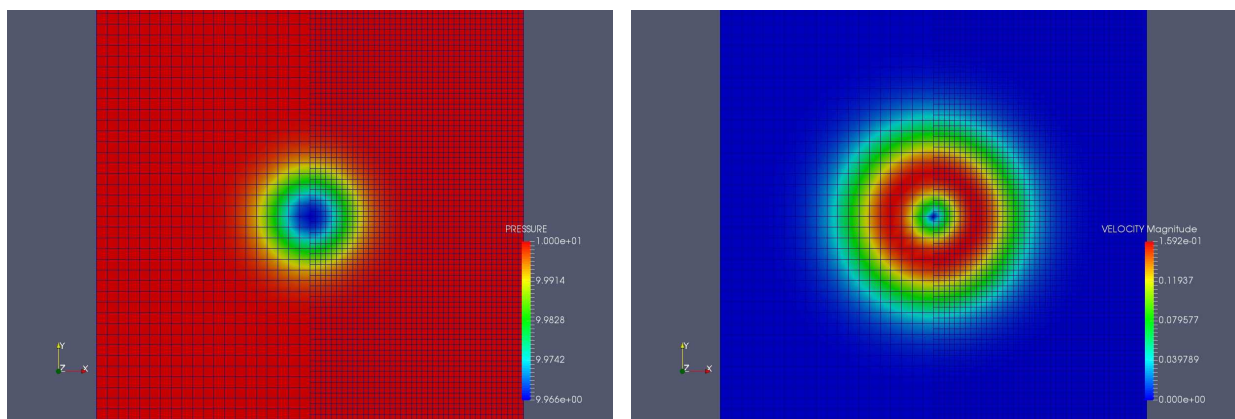 PRESSURE
1.000e+01
9.9914
9.9828
9.9742
9.966e+00
Y
Z X
VELOCITY Magnitude
1.592e-01
0.11937
0.079577
0.039789
0.000e+00
Y
Z X